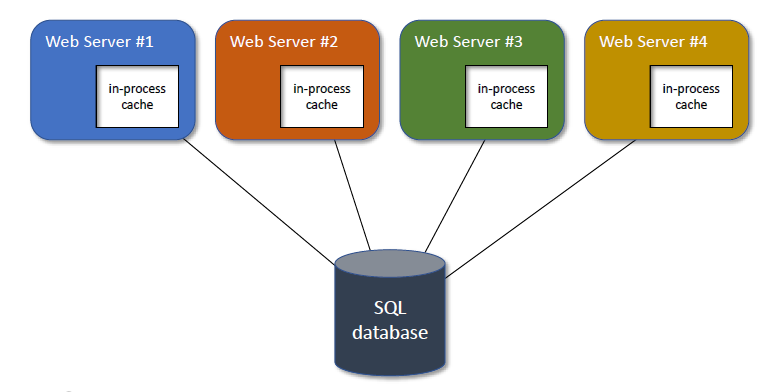 Web Server #1
in-process
cache
Web Server #2
in-process
cache
Web Server #3
in-process
cache
Web Server #4
in-process
cache
SQL
database